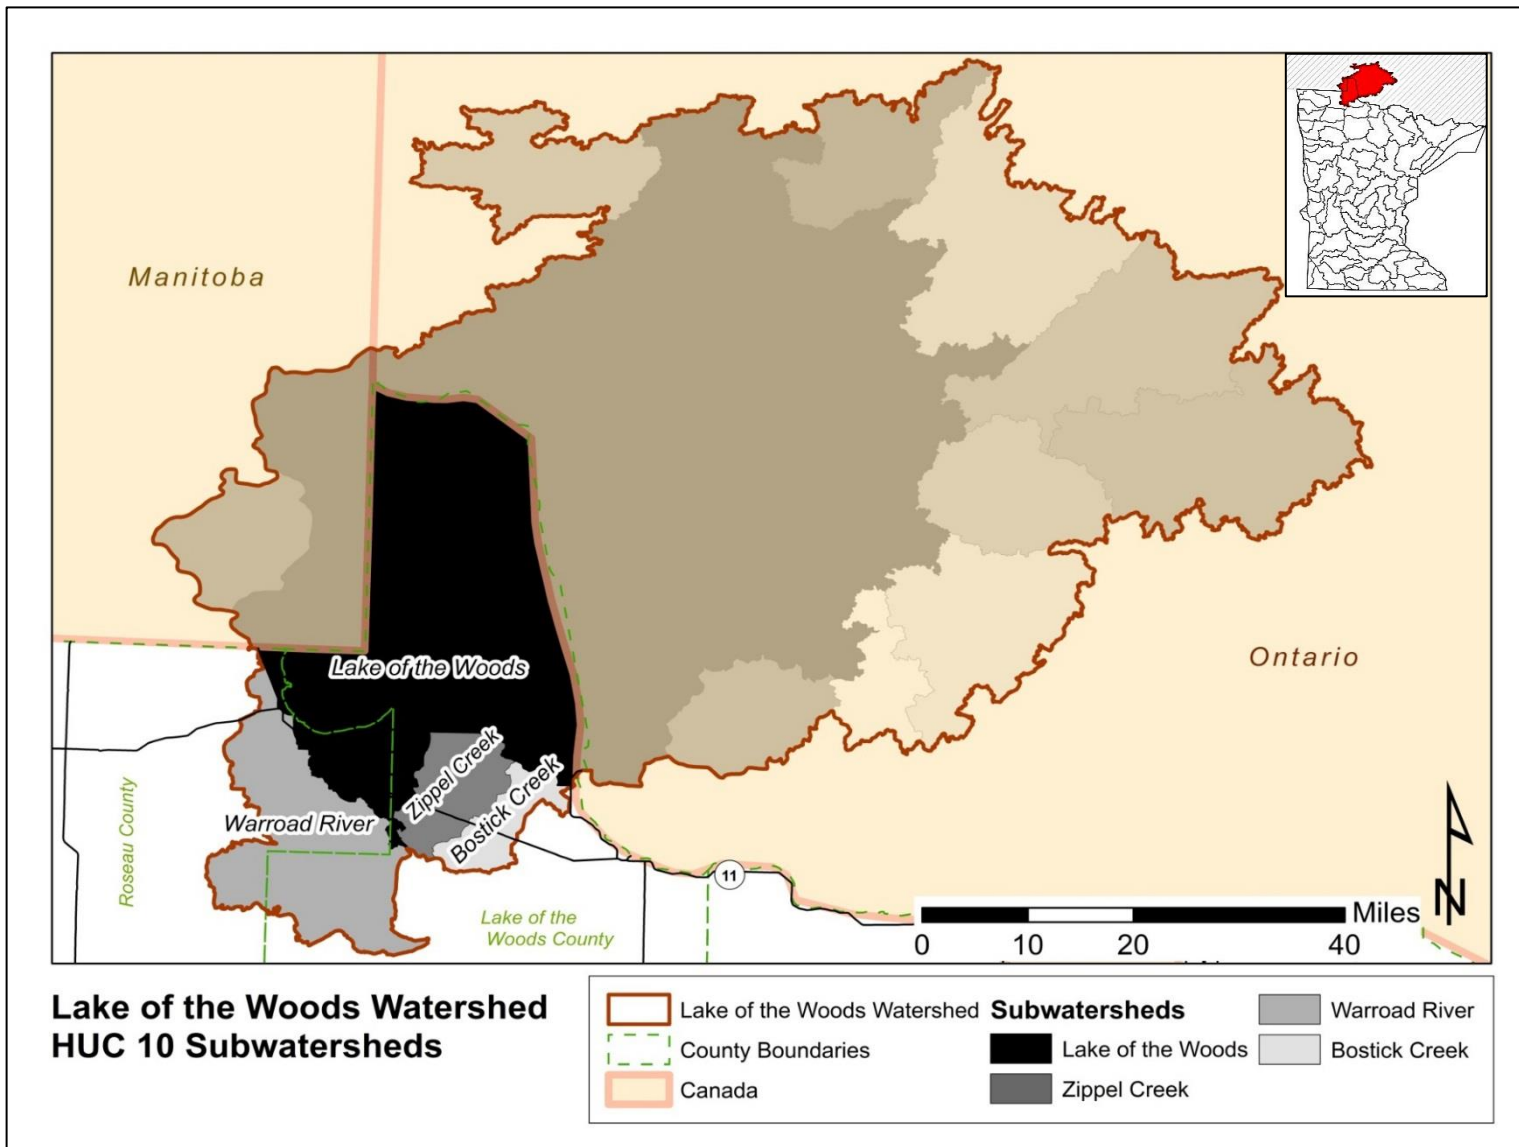 Manitoba
Ontario
Lake of the Woods
Zippel Creek
Bostick Creek
Warroad River
Roseau County
Lake of the
Woods County
11
Miles
0 10 20 40
N
Lake of the Woods Watershed
HUC 10 Subwatersheds
Lake of the Woods Watershed
County Boundaries
Canada
Subwatersheds
Lake of the Woods
Zippel Creek
Warroad River
Bostick Creek